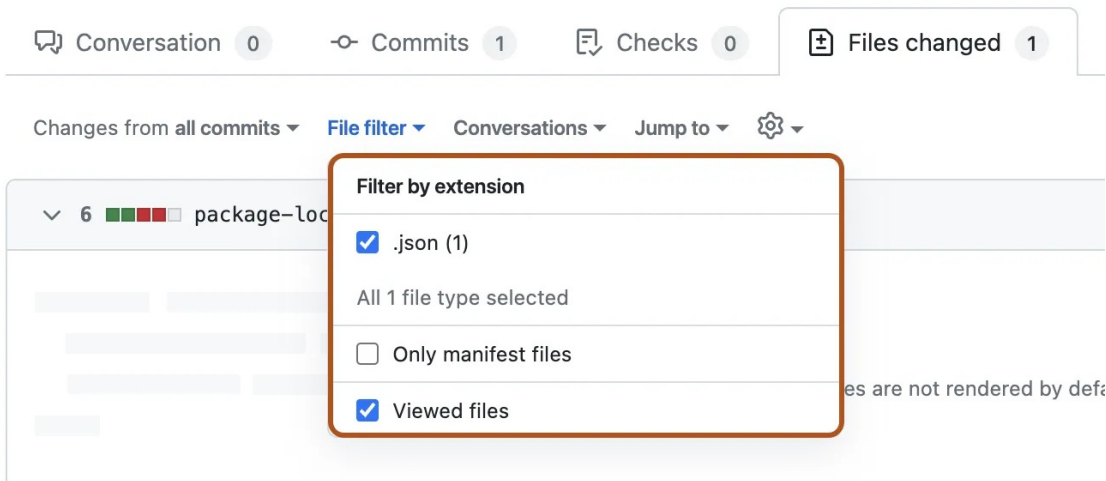 Conversation 0 Commits 1 Checks 0 Files changed 1
Changes from all commits File filter Conversations Jump to
Filter by extension
6 package-loc
.json (1)
All 1 file type selected
Only manifest files
es are not rendered by defa
Viewed files